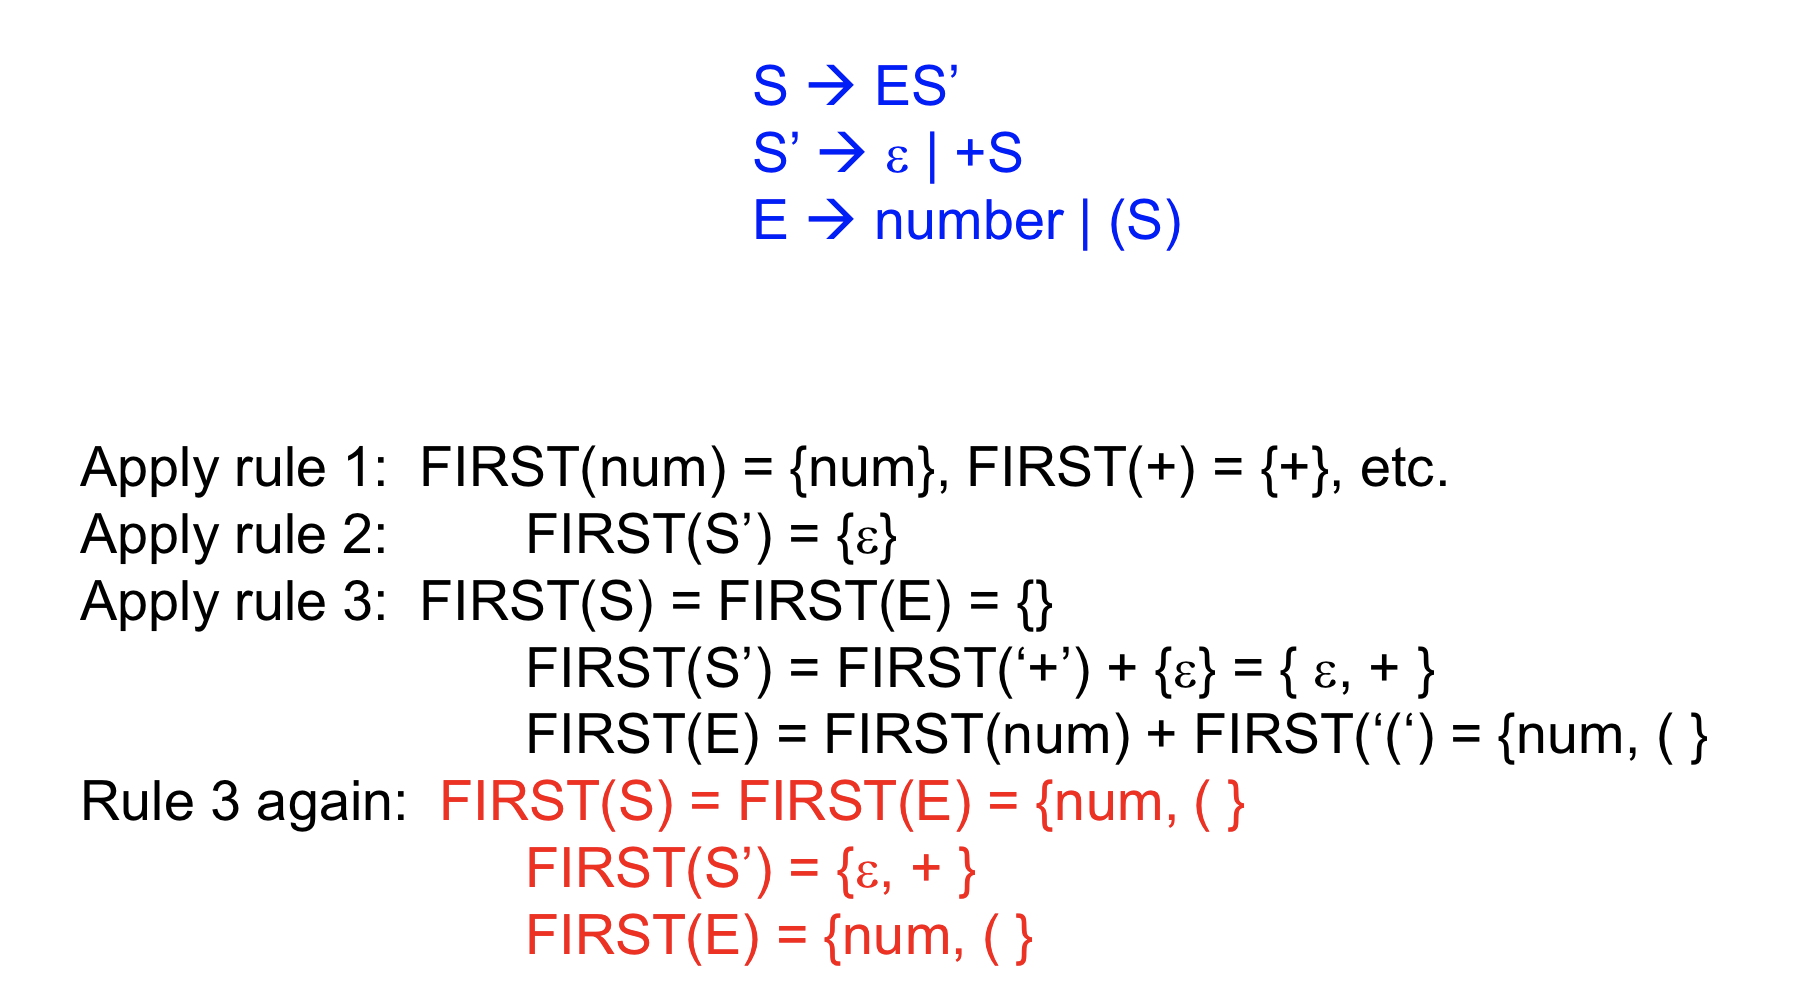 S → ES’
S’ → ε | +S
E → number | (S)
Apply rule 1: FIRST(num) = {num}, FIRST(+) = {+}, etc.
Apply rule 2: FIRST(S’) = {ε}
Apply rule 3: FIRST(S) = FIRST(E) = {}
FIRST(S’) = FIRST(‘+’) + {ε} = { ε, + }
FIRST(E) = FIRST(num) + FIRST(‘(‘) = {num, ( }
Rule 3 again: FIRST(S) = FIRST(E) = {num, ( }
FIRST(S’) = {ε, + }
FIRST(E) = {num, ( }